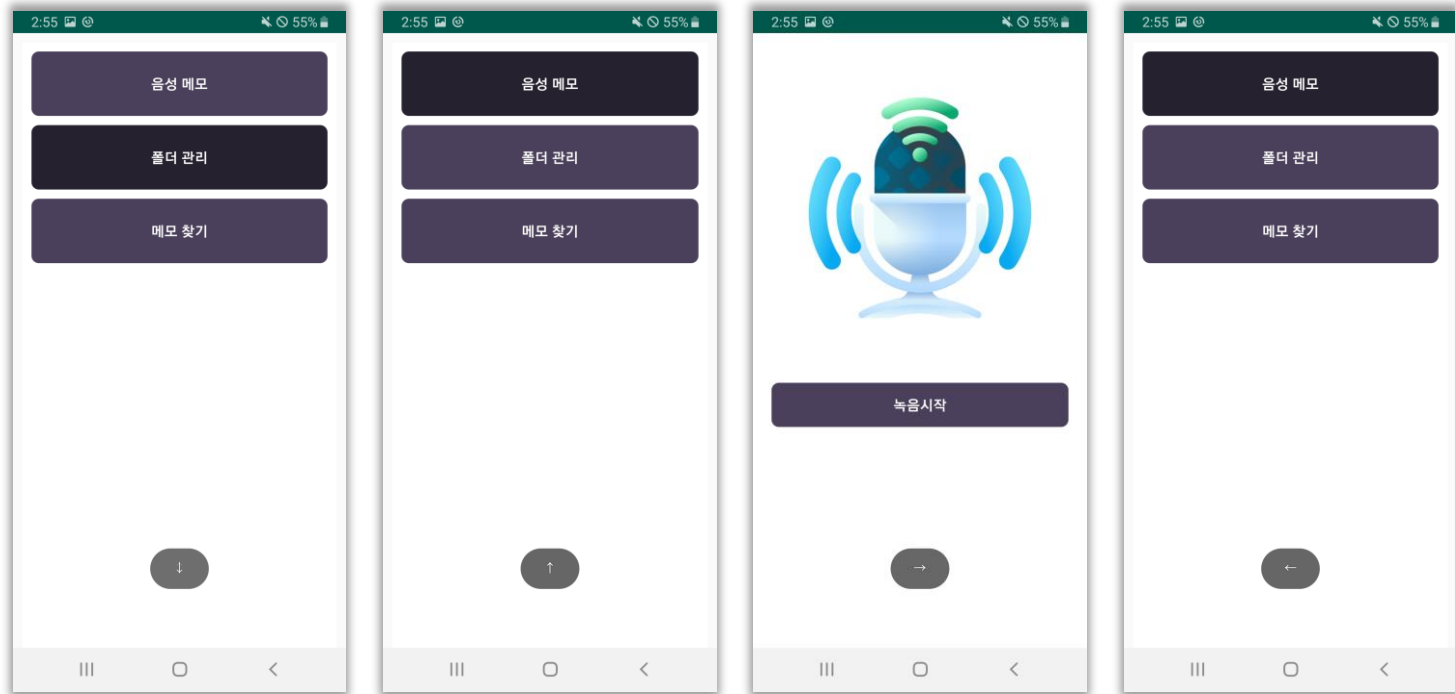 2:55 55%
음성 메모
폴더 관리
메모 찾기
↓
2:55 55%
음성 메모
폴더 관리
메모 찾기
↑
2:55 55%
녹음시작
→
2:55 55%
음성 메모
폴더 관리
메모 찾기
←